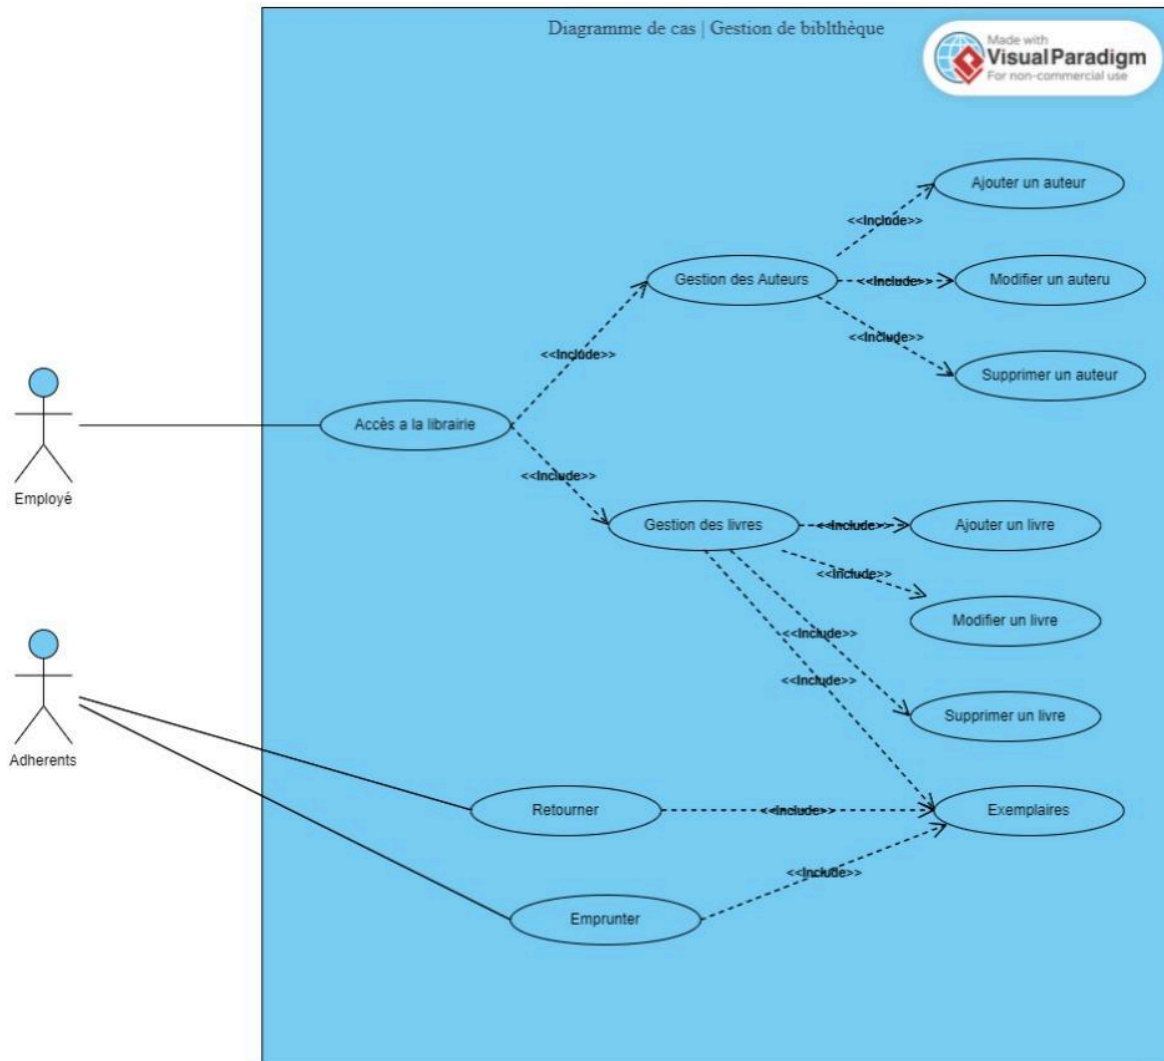 Diagramme de cas | Gestion de biblthèque
Made with
VisualParadigm
For non-commercial use
Ajouter un auteur
<<Include>>
Gestion des Auteurs
<<Include>>
Modifier un auteru
<<Include>>
Supprimer un auteur
<<Include>>
Accès a la librairie
Employé
<<Include>>
Gestion des livres
<<Include>>
Ajouter un livre
<<Include>>
Modifier un livre
<<Include>>
<<Include>>
Supprimer un livre
Adherents
Retourner
<<Include>>
Exemplaires
<<Include>>
Emprunter